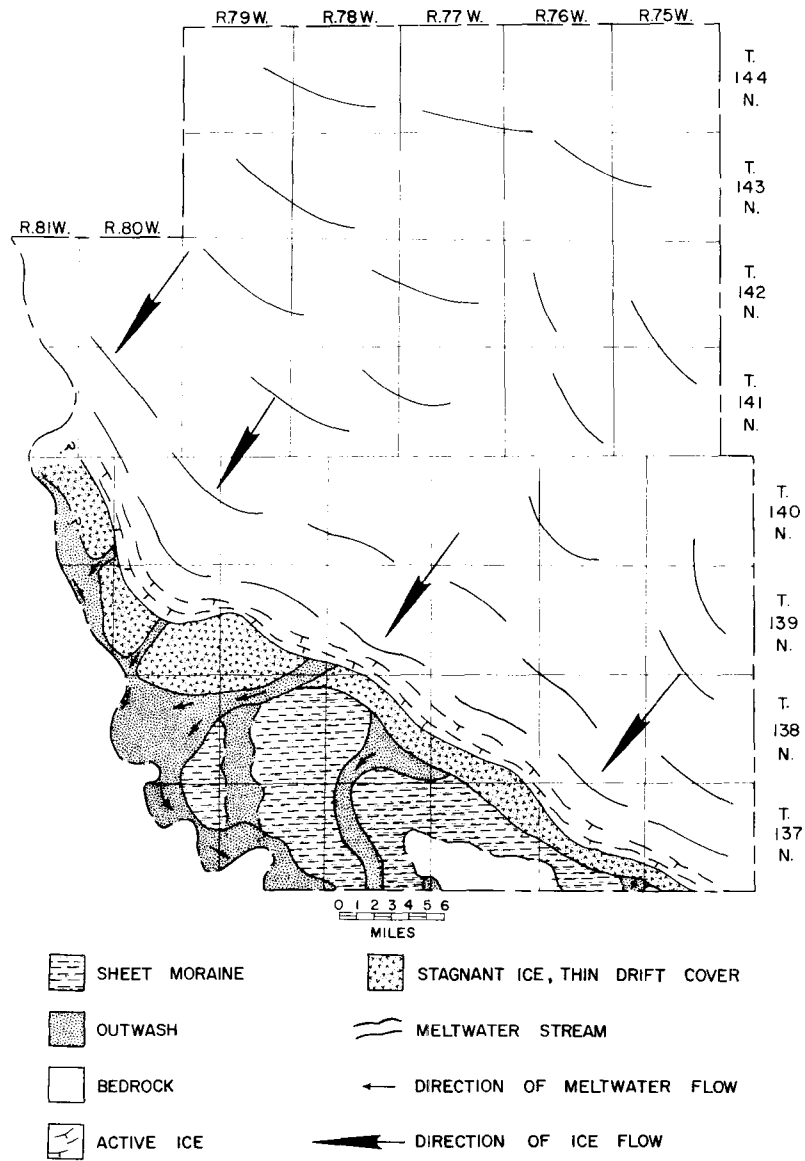 R.79W. R.78W. R.77W. R.76W. R.75W.
T.
144
N.
T.
143
N.
R.81W. R.80W.
T.
142
N.
T.
141
N.
T.
140
N.
T.
139
N.
T.
138
N.
T.
137
N.
0 1 2 3 4 5 6
MILES
SHEET MORAINE
STAGNANT ICE, THIN DRIFT COVER
OUTWASH
MELTWATER STREAM
BEDROCK
DIRECTION OF MELTWATER FLOW
ACTIVE ICE
DIRECTION OF ICE FLOW